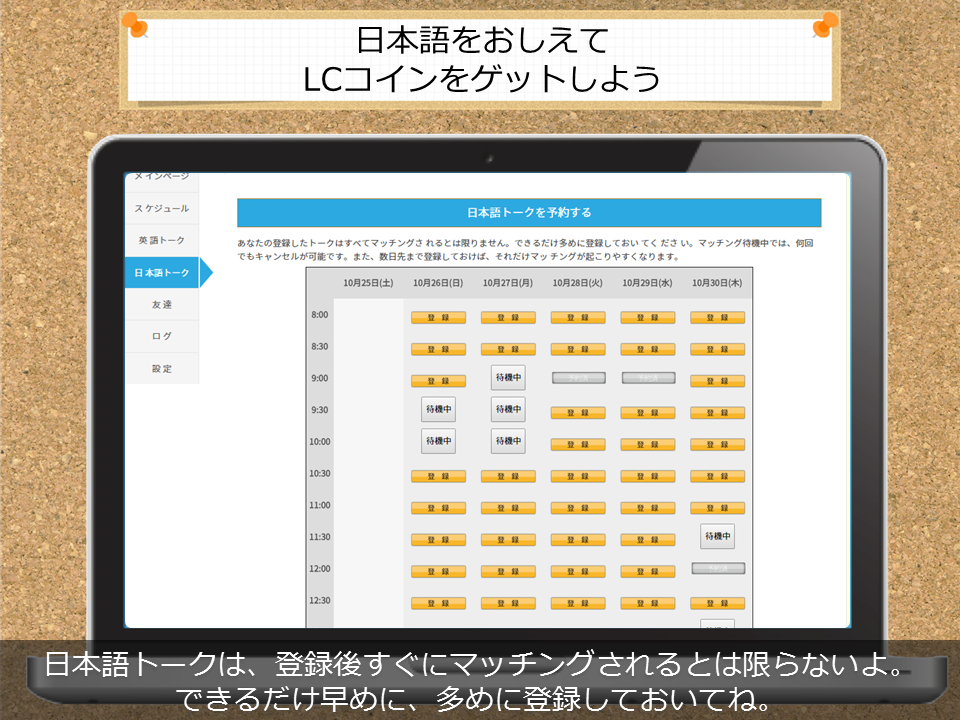 日本語をおしえて
LCコインをゲットしよう
メインページ
スケジュール
英語トーク
日本語トーク
友達
ログ
設定
日本語トークを予約する
あなたの登録したトークはすべてマッチングされるとは限りません。できるだけ多めに登録しておいてください。マッチング待機中では、何回
でもキャンセルが可能です。また、数日先まで登録しておけば、それだけマッチングが起こりやすくなります。
10月25日(土) 10月26日(日) 10月27日(月) 10月28日(火) 10月29日(水) 10月30日(木)
8:00 登録 登録 登録 登録 登録
8:30 登録 登録 登録 登録 登録
9:00 登録 待機中 登録
9:30 待機中 待機中 登録 登録 登録
10:00 待機中 待機中 登録 登録 登録
10:30 登録 登録 登録 登録 登録
11:00 登録 登録 登録 登録 登録
11:30 登録 登録 登録 登録 待機中
12:00 登録 登録 登録 登録
12:30 登録 登録 登録 登録 登録
日本語トークは、登録後すぐにマッチングされるとは限らないよ。
できるだけ早めに、多めに登録しておいてね。